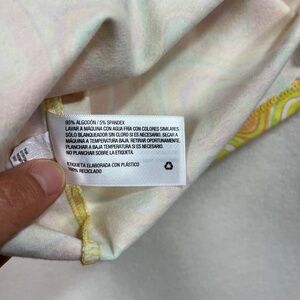 95% ALGODÓN / 5% SPANDEX
LAVAR A MÁQUINA CON AGUA FRÍA CON COLORES SIMILARES.
SÓLO BLANQUEADOR SIN CLORO SI ES NECESARIO. SECAR A
MÁQUINA A TEMPERATURA BAJA. RETIRAR OPORTUNAMENTE.
PLANCHAR A BAJA TEMPERATURA SI ES NECESARIO.
NO PLANCHAR SOBRE LA ETIQUETA.
ETIQUETA ELABORADA CON PLÁSTICO
100% RECICLADO